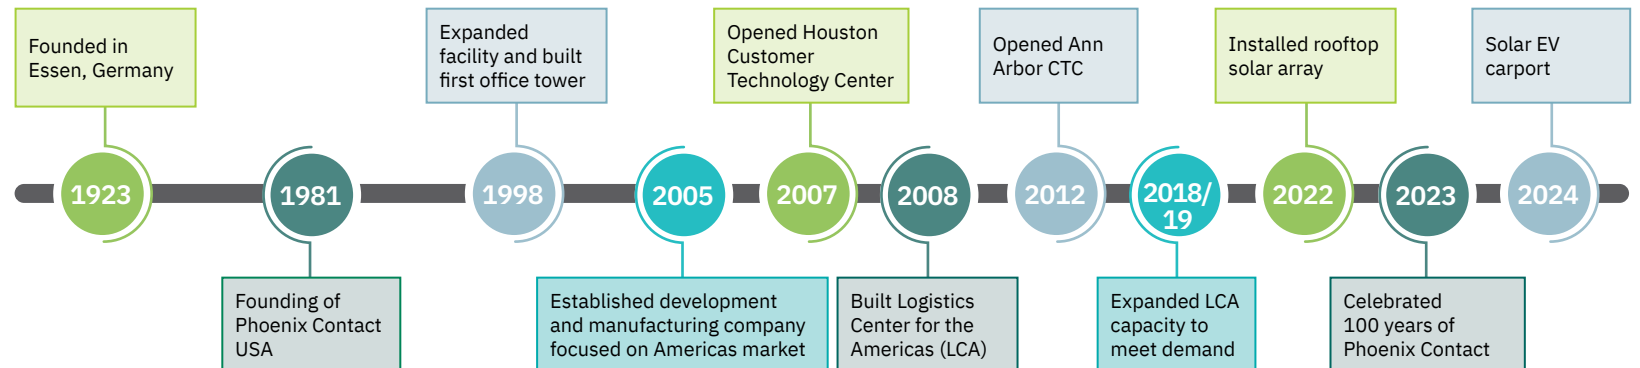 Founded in
Essen, Germany
Expanded
facility and built
first office tower
Opened Houston
Customer
Technology Center
Opened Ann
Arbor CTC
Installed rooftop
solar array
Solar EV
carport
1923
1981
1998
2005
2007
2008
2012
2018/
19
2022
2023
2024
Founding of
Phoenix Contact
USA
Established development
and manufacturing company
focused on Americas market
Built Logistics
Center for the
Americas (LCA)
Expanded LCA
capacity to
meet demand
Celebrated
100 years of
Phoenix Contact